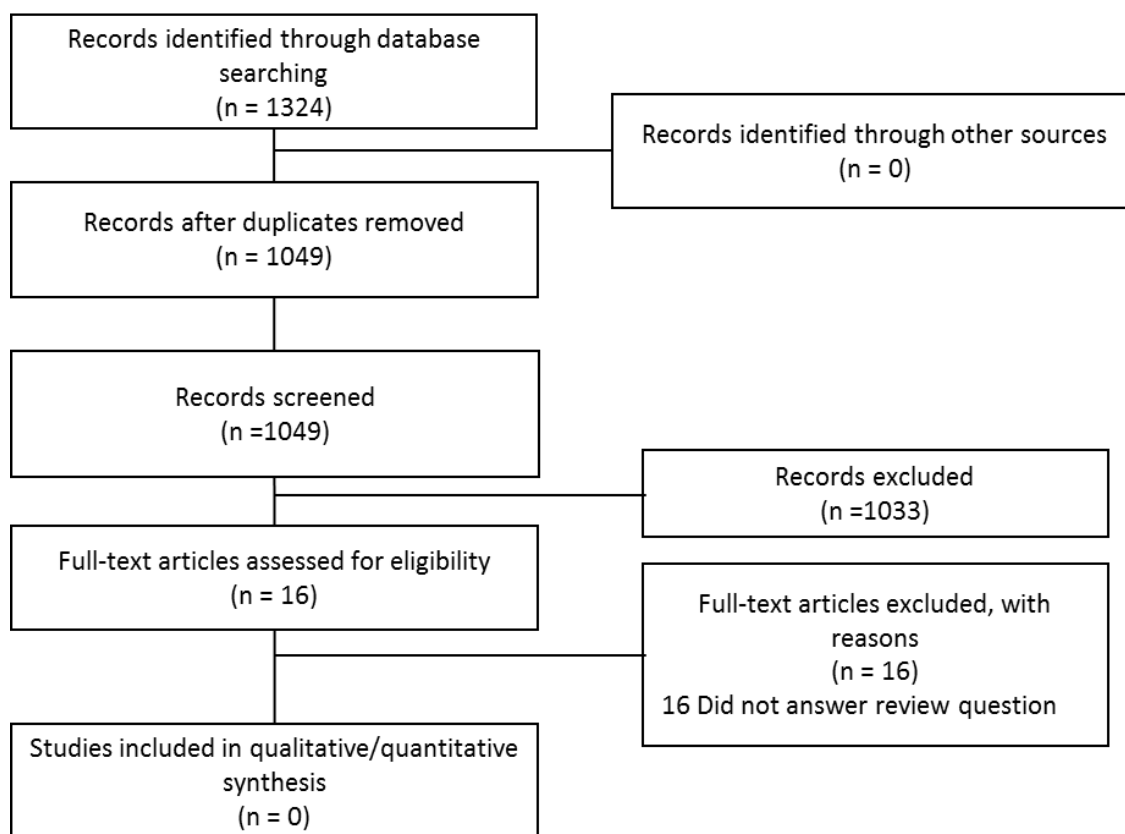 Records identified through database
searching
(n = 1324)
Records identified through other sources
(n = 0)
Records after duplicates removed
(n = 1049)
Records screened
(n =1049)
Records excluded
(n =1033)
Full-text articles assessed for eligibility
(n = 16)
Full-text articles excluded, with
reasons
(n = 16)
16 Did not answer review question
Studies included in qualitative/quantitative
synthesis
(n = 0)